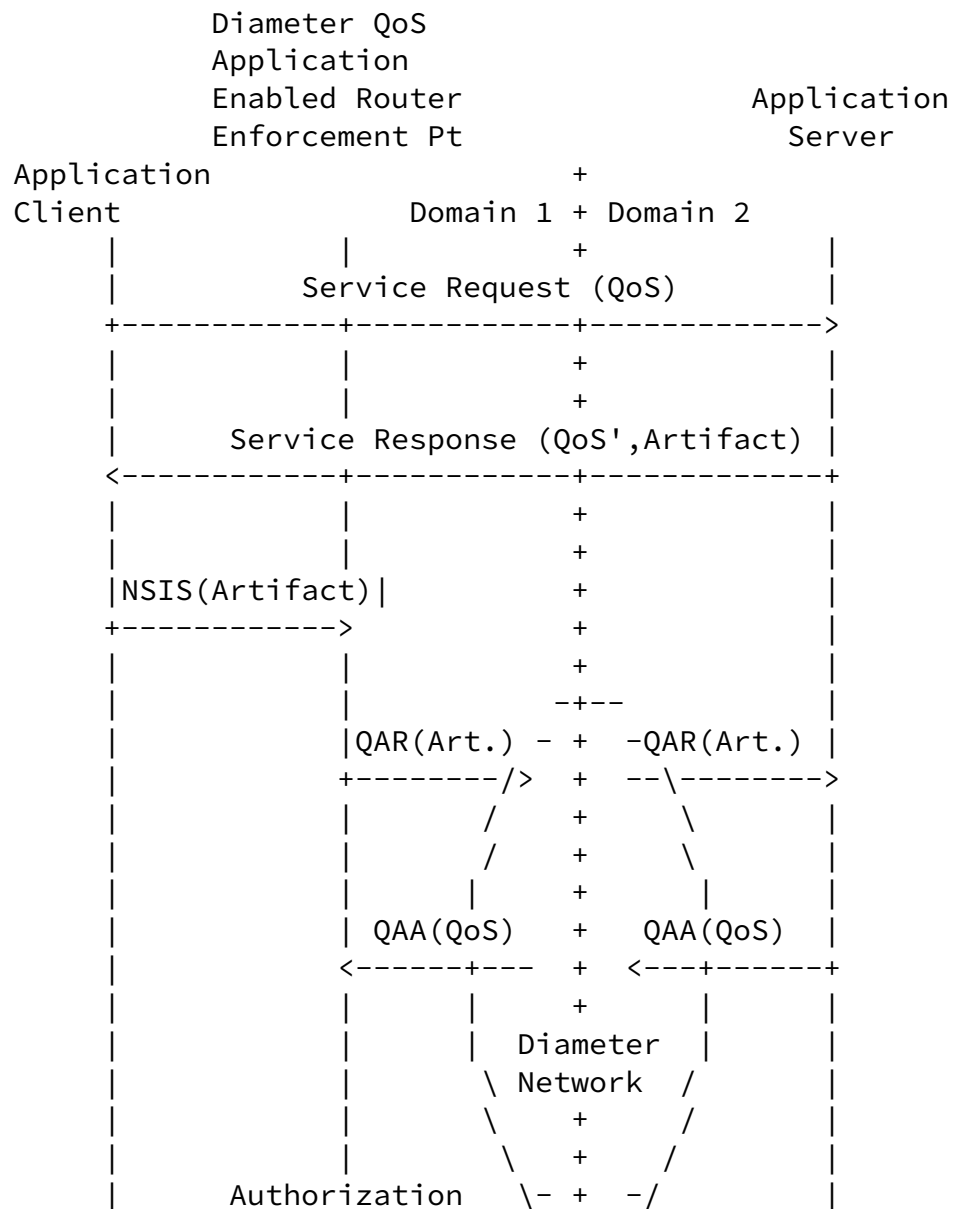 Diameter QoS
           Application
           Enabled Router                Application
           Enforcement Pt                  Server
Application                    +
Client                Domain 1 + Domain 2
     |            |            +             |
     |          Service Request (QoS)        |
     +------------+------------+------------->
     |            |            +             |
     |            |            +             |
     |      Service Response (QoS',Artifact) |
     <------------+------------+-------------+
     |            |            +             |
     |            |            +             |
     |NSIS(Artifact)|          +             |
     +------------>            +             |
     |            |            +             |
     |            |           -+--           |
     |            |QAR(Art.) - +  -QAR(Art.) |
     |            +--------/>  +  --\-------->
     |            |       /    +    \        |
     |            |       /    +     \       |
     |            |      |     +      |      |
     |            | QAA(QoS)   +   QAA(QoS)  |
     |            <------+---  +  <---+------+
     |            |      |     +      |      |
     |            |      |  Diameter  |      |
     |            |       \ Network  /       |
     |            |       \    +    /        |
     |            |        \   +   /         |
     |      Authorization   \- +  -/         |